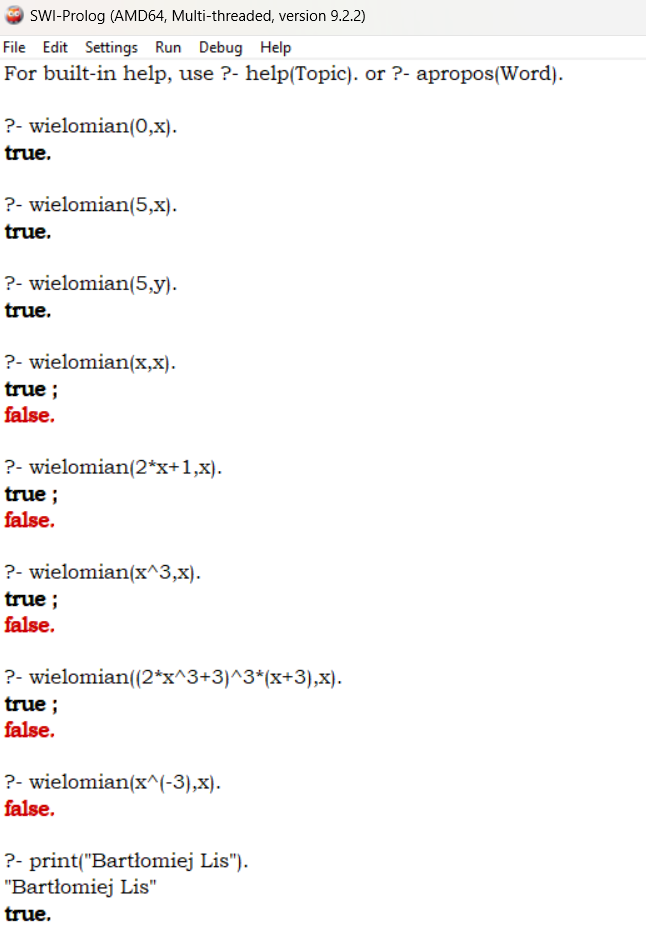 SWI-Prolog (AMD64, Multi-threaded, version 9.2.2)
File Edit Settings Run Debug Help
For built-in help, use ?- help(Topic). or ?- apropos(Word).
?- wielomian(0,x).
true.
?- wielomian(5,x).
true.
?- wielomian(5,y).
true.
?- wielomian(x,x).
true ;
false.
?- wielomian(2*x+1,x).
true ;
false.
?- wielomian(x^3,x).
true ;
false.
?- wielomian((2*x^3+3)^3*(x+3),x).
true ;
false.
?- wielomian(x^(-3),x).
false.
?- print("Bartłomiej Lis").
"Bartłomiej Lis"
true.